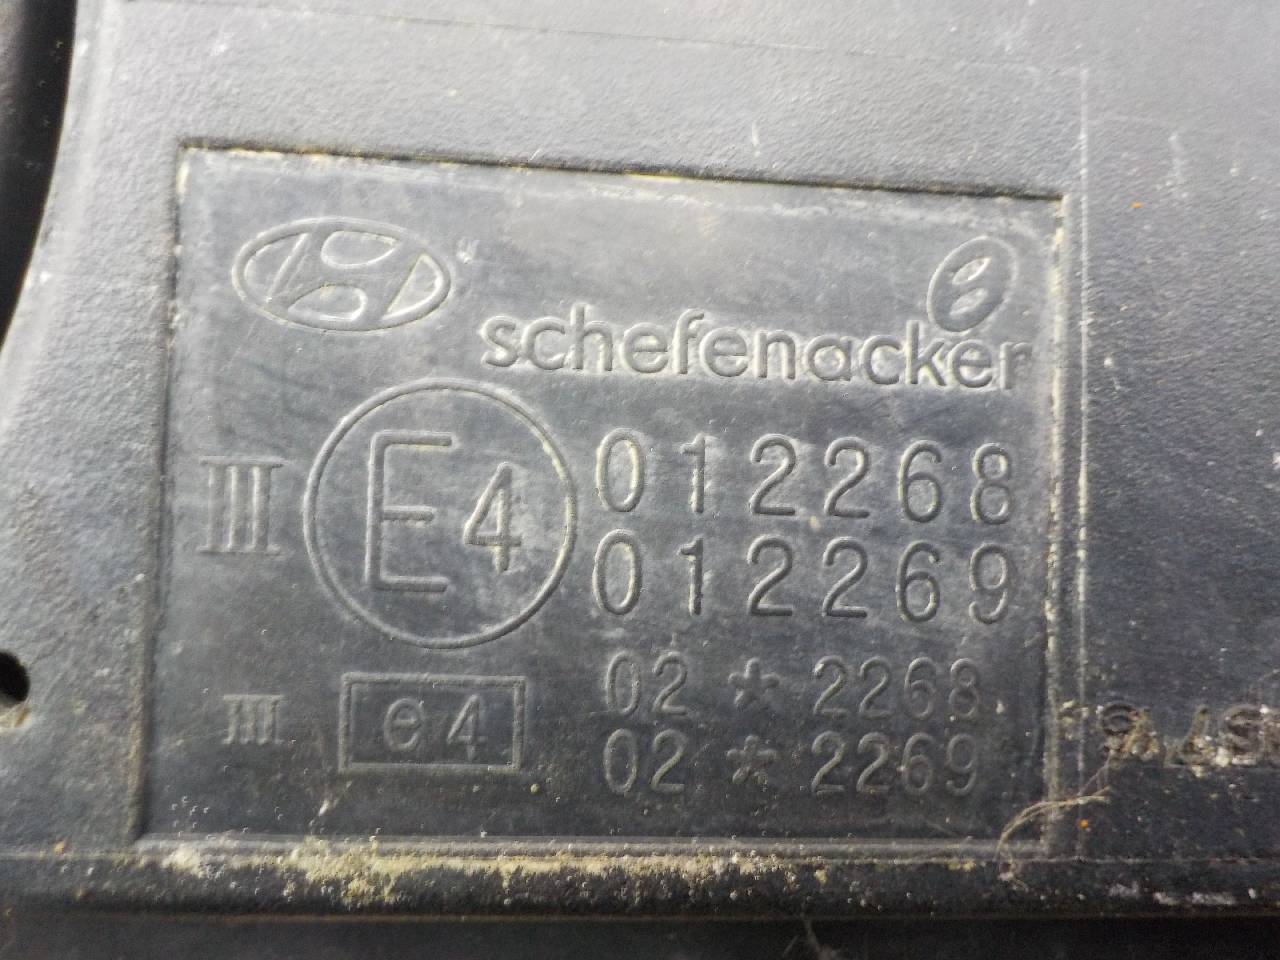 schefenacker
III E4 012268
012269
III e4 02*2268
02*2269